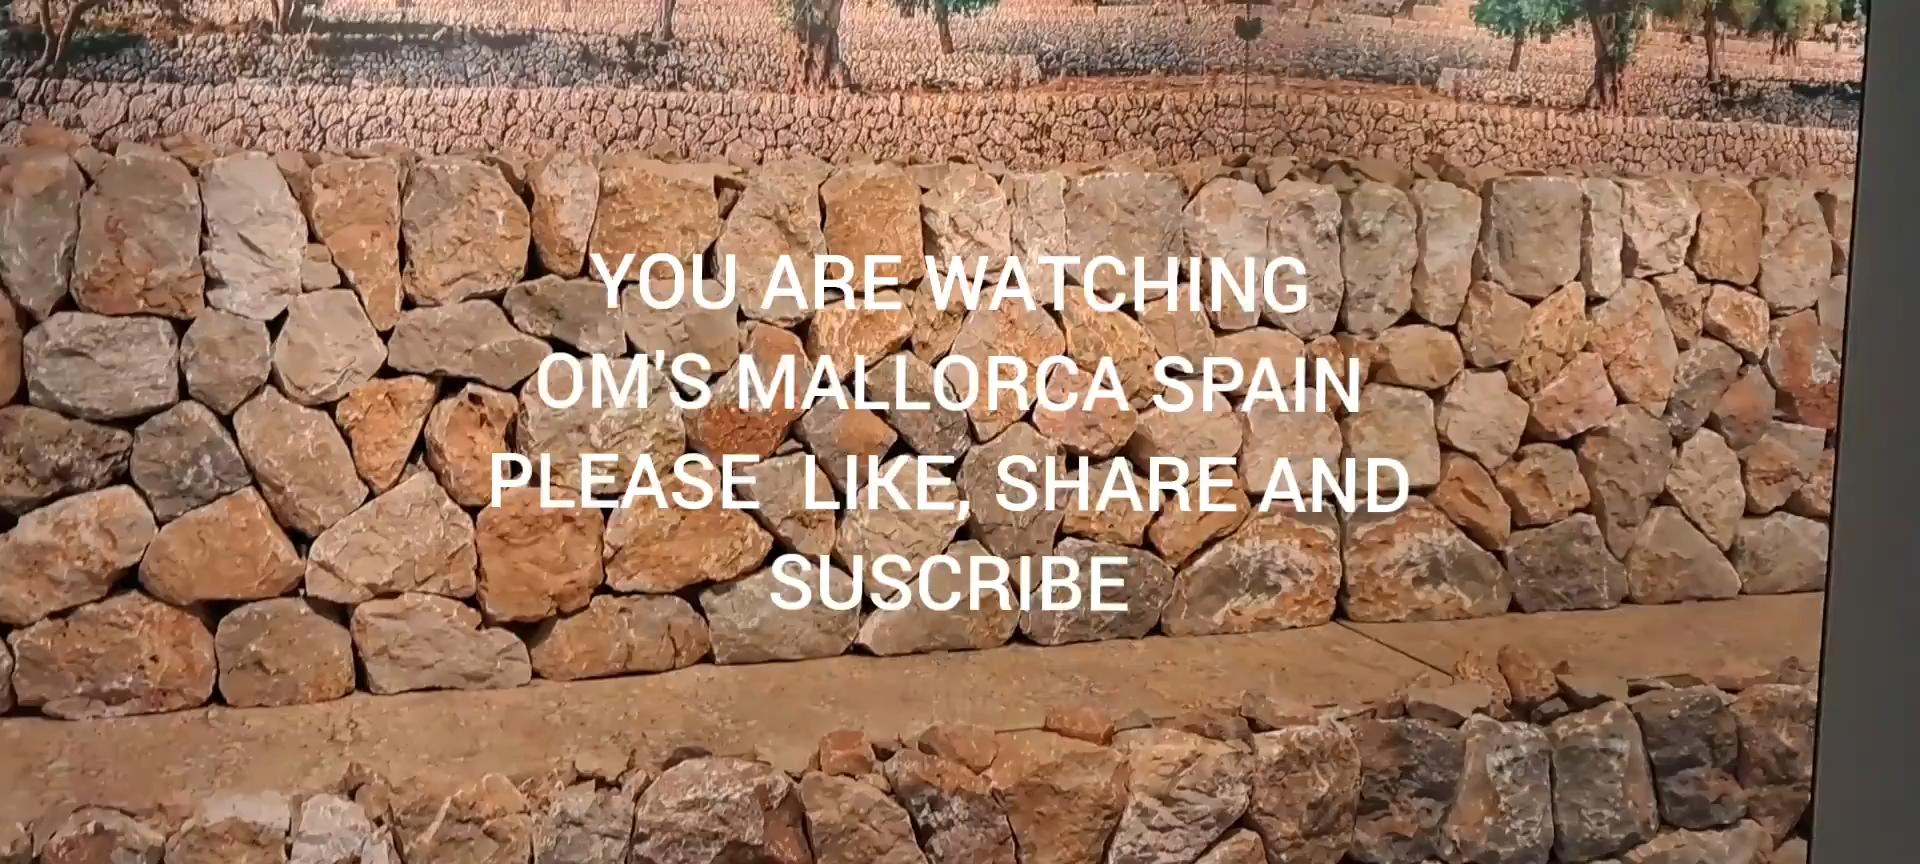 YOU ARE WATCHING
OM'S MALLORCA SPAIN
PLEASE  LIKE, SHARE AND
SUSCRIBE